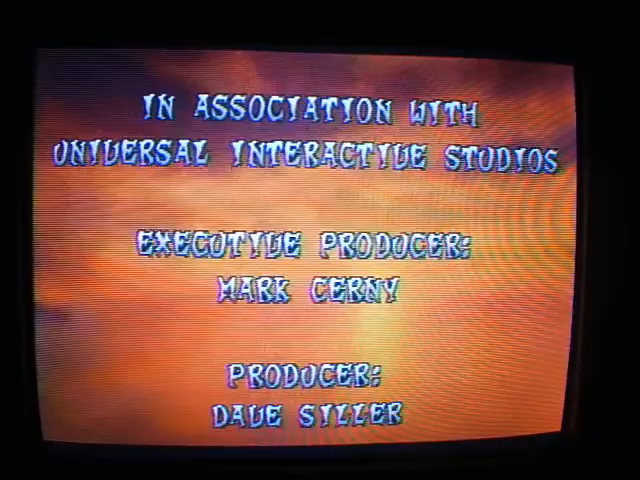 IN ASSOCIATION WITH
UNIVERSAL INTERACTIVE STUDIOS
EXECUTIVE PRODUCER:
MARK CERNY
PRODUCER:
DAVE SILLER